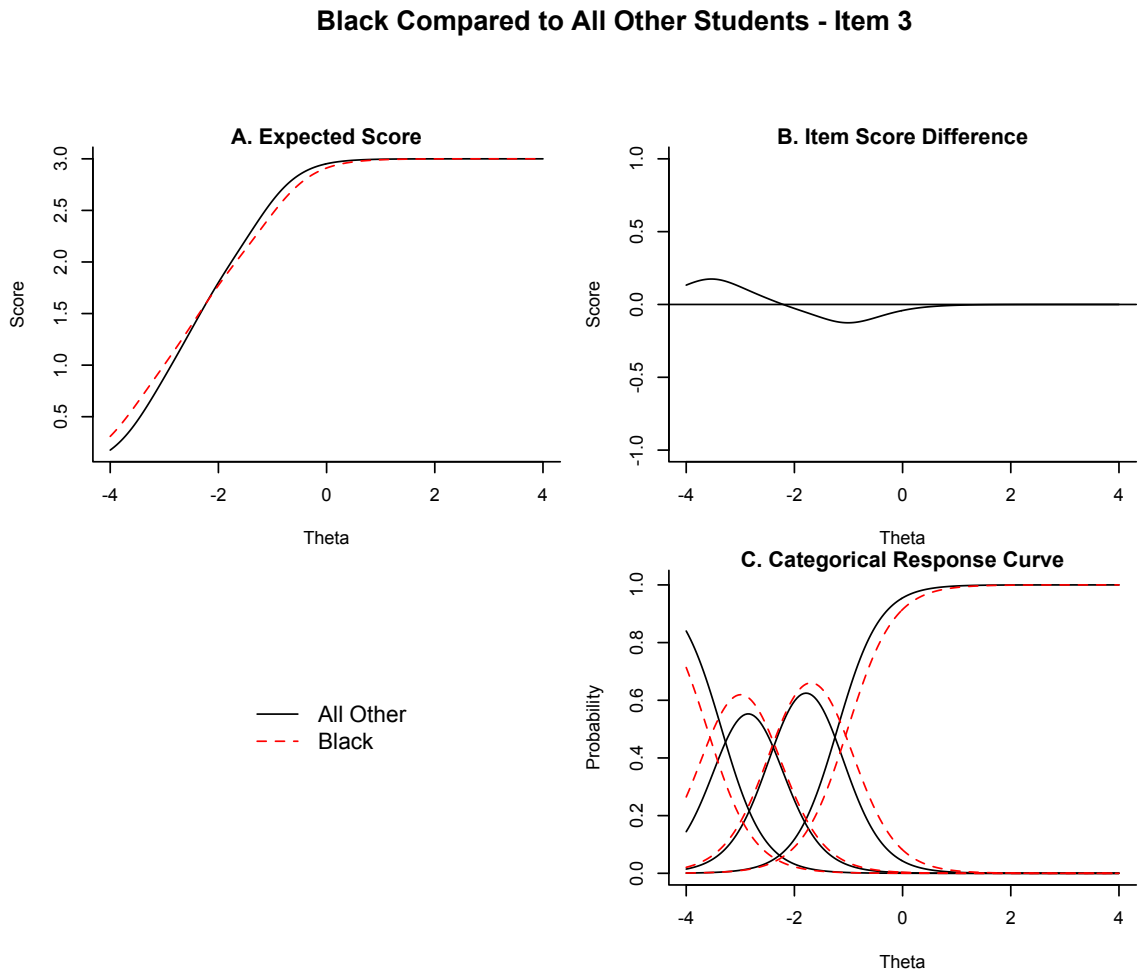 Black Compared to All Other Students - Item 3
A. Expected Score
3.0
2.5
2.0
1.5
1.0
0.5
Score
-4
-2
0
2
4
Theta
B. Item Score Difference
1.0
0.5
0.0
-0.5
-1.0
Score
-4
-2
0
2
4
Theta
All Other
Black
C. Categorical Response Curve
1.0
0.8
0.6
0.4
0.2
0.0
Probability
-4
-2
0
2
4
Theta